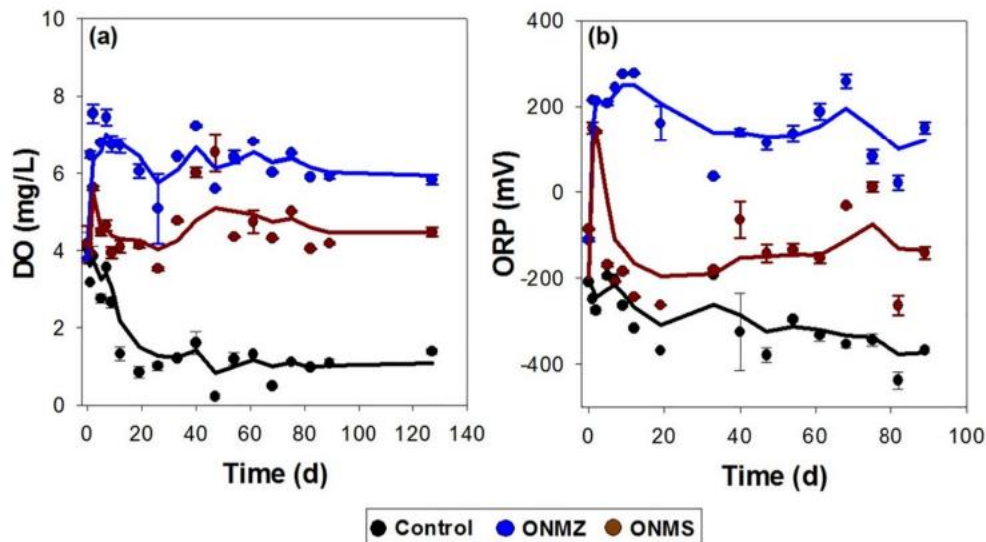 (a)
DO (mg/L)
10
8
6
4
2
0
0 20 40 60 80 100 120 140
Time (d)
(b)
ORP (mV)
400
200
0
-200
-400
0 20 40 60 80 100
Time (d)
Control ONMZ ONMS